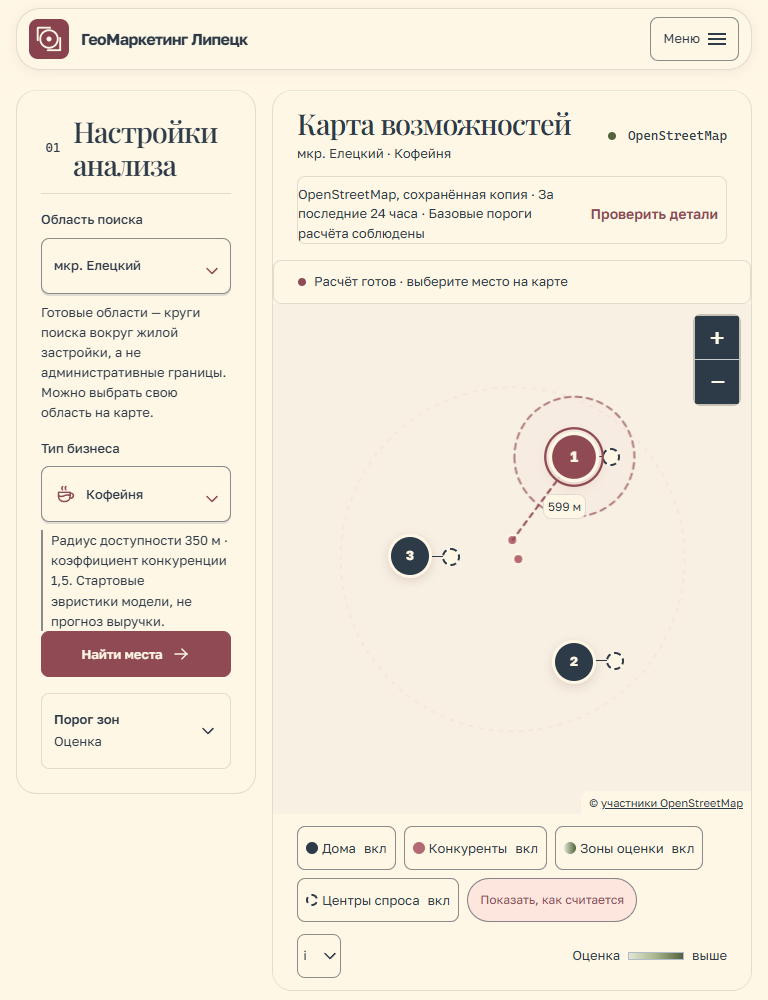 ГеоМаркетинг Липецк
Меню
01
Настройки
анализа
Область поиска
мкр. Елецкий
Готовые области — круги
поиска вокруг жилой
застройки, а не
административные границы.
Можно выбрать свою
область на карте.
Тип бизнеса
Кофейня
Радиус доступности 350 м ·
коэффициент конкуренции
1,5. Стартовые
эвристики модели, не
прогноз выручки.
Найти места →
Порог зон
Оценка
Карта возможностей
мкр. Елецкий · Кофейня
OpenStreetMap
OpenStreetMap, сохранённая копия · За
последние 24 часа · Базовые пороги
расчёта соблюдены
Проверить детали
Расчёт готов · выберите место на карте
+
−
1
599 м
3
2
© участники OpenStreetMap
Дома вкл
Конкуренты вкл
Зоны оценки вкл
Центры спроса вкл
Показать, как считается
i
Оценка
выше